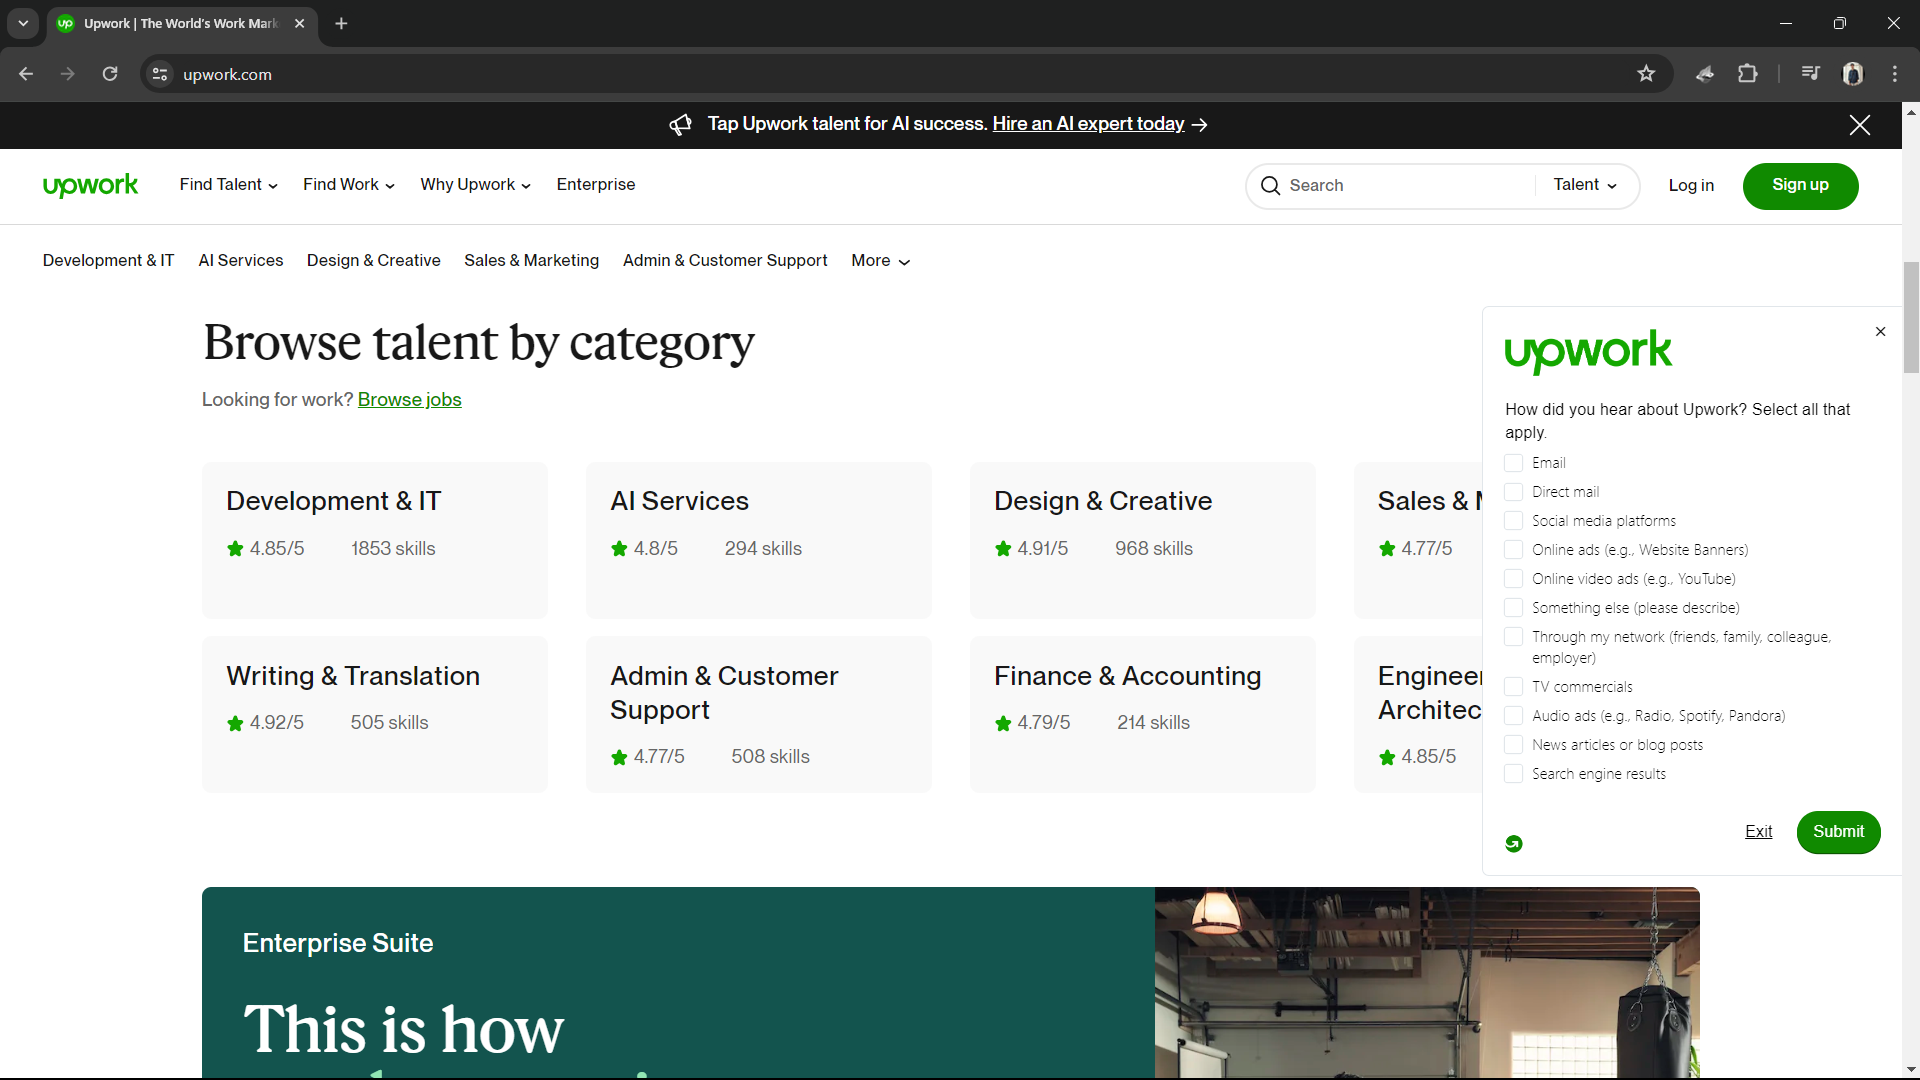 Upwork | The World's Work Mark
upwork.com
Tap Upwork talent for AI success. Hire an AI expert today →
upwork
Find Talent
Find Work
Why Upwork
Enterprise
Search
Talent
Log in
Sign up
Development & IT
AI Services
Design & Creative
Sales & Marketing
Admin & Customer Support
More
Browse talent by category
Looking for work? Browse jobs
Development & IT
4.85/5 1853 skills
AI Services
4.8/5 294 skills
Design & Creative
4.91/5 968 skills
Sales &
4.77/5
Writing & Translation
4.92/5 505 skills
Admin & Customer
Support
4.77/5 508 skills
Finance & Accounting
4.79/5 214 skills
Enginee
Architec
4.85/5
upwork
How did you hear about Upwork? Select all that
apply.
Email
Direct mail
Social media platforms
Online ads (e.g., Website Banners)
Online video ads (e.g., YouTube)
Something else (please describe)
Through my network (friends, family, colleague,
employer)
TV commercials
Audio ads (e.g., Radio, Spotify, Pandora)
News articles or blog posts
Search engine results
Exit
Submit
Enterprise Suite
This is how